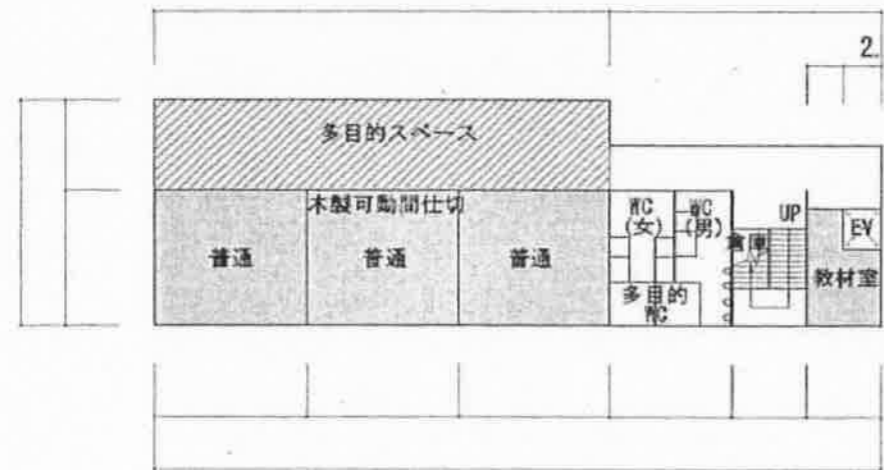 2.
多目的スペース
木製可動間仕切
普通
普通
普通
WC
(女)
WC
(男)
多目的
WC
倉庫
UP
EV
教材室